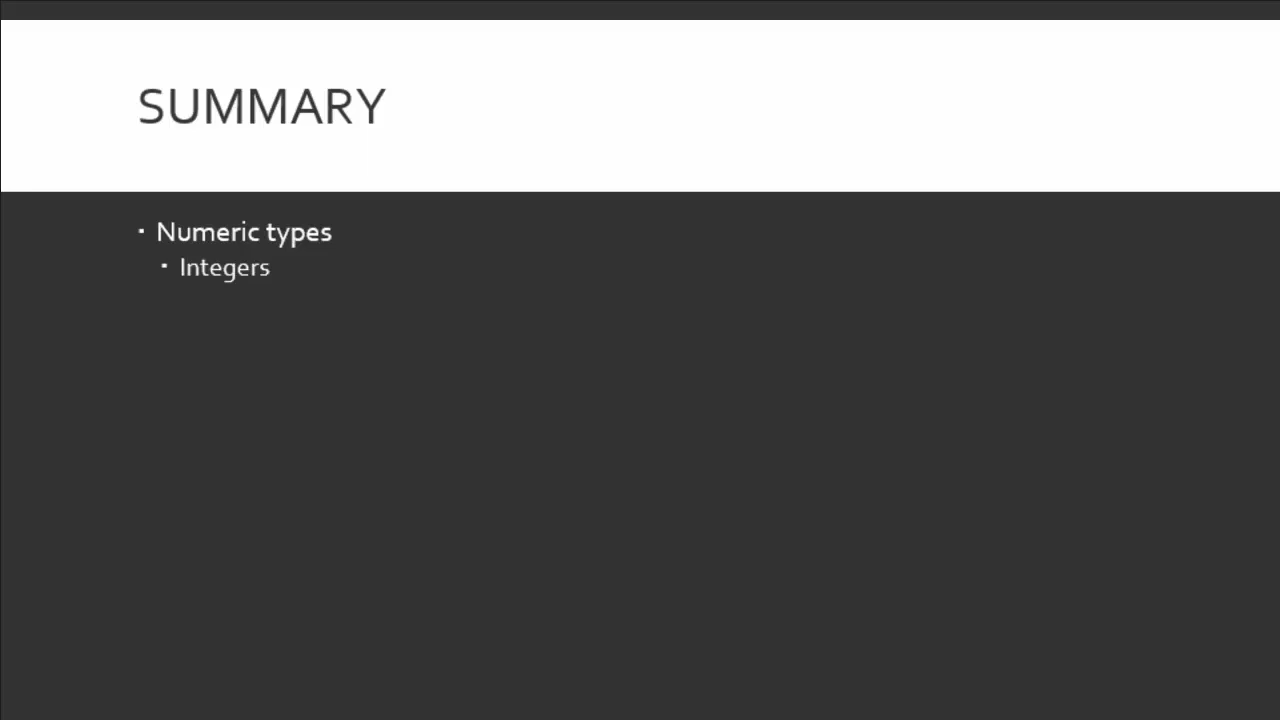 SUMMARY
▪ Numeric types
▪ Integers